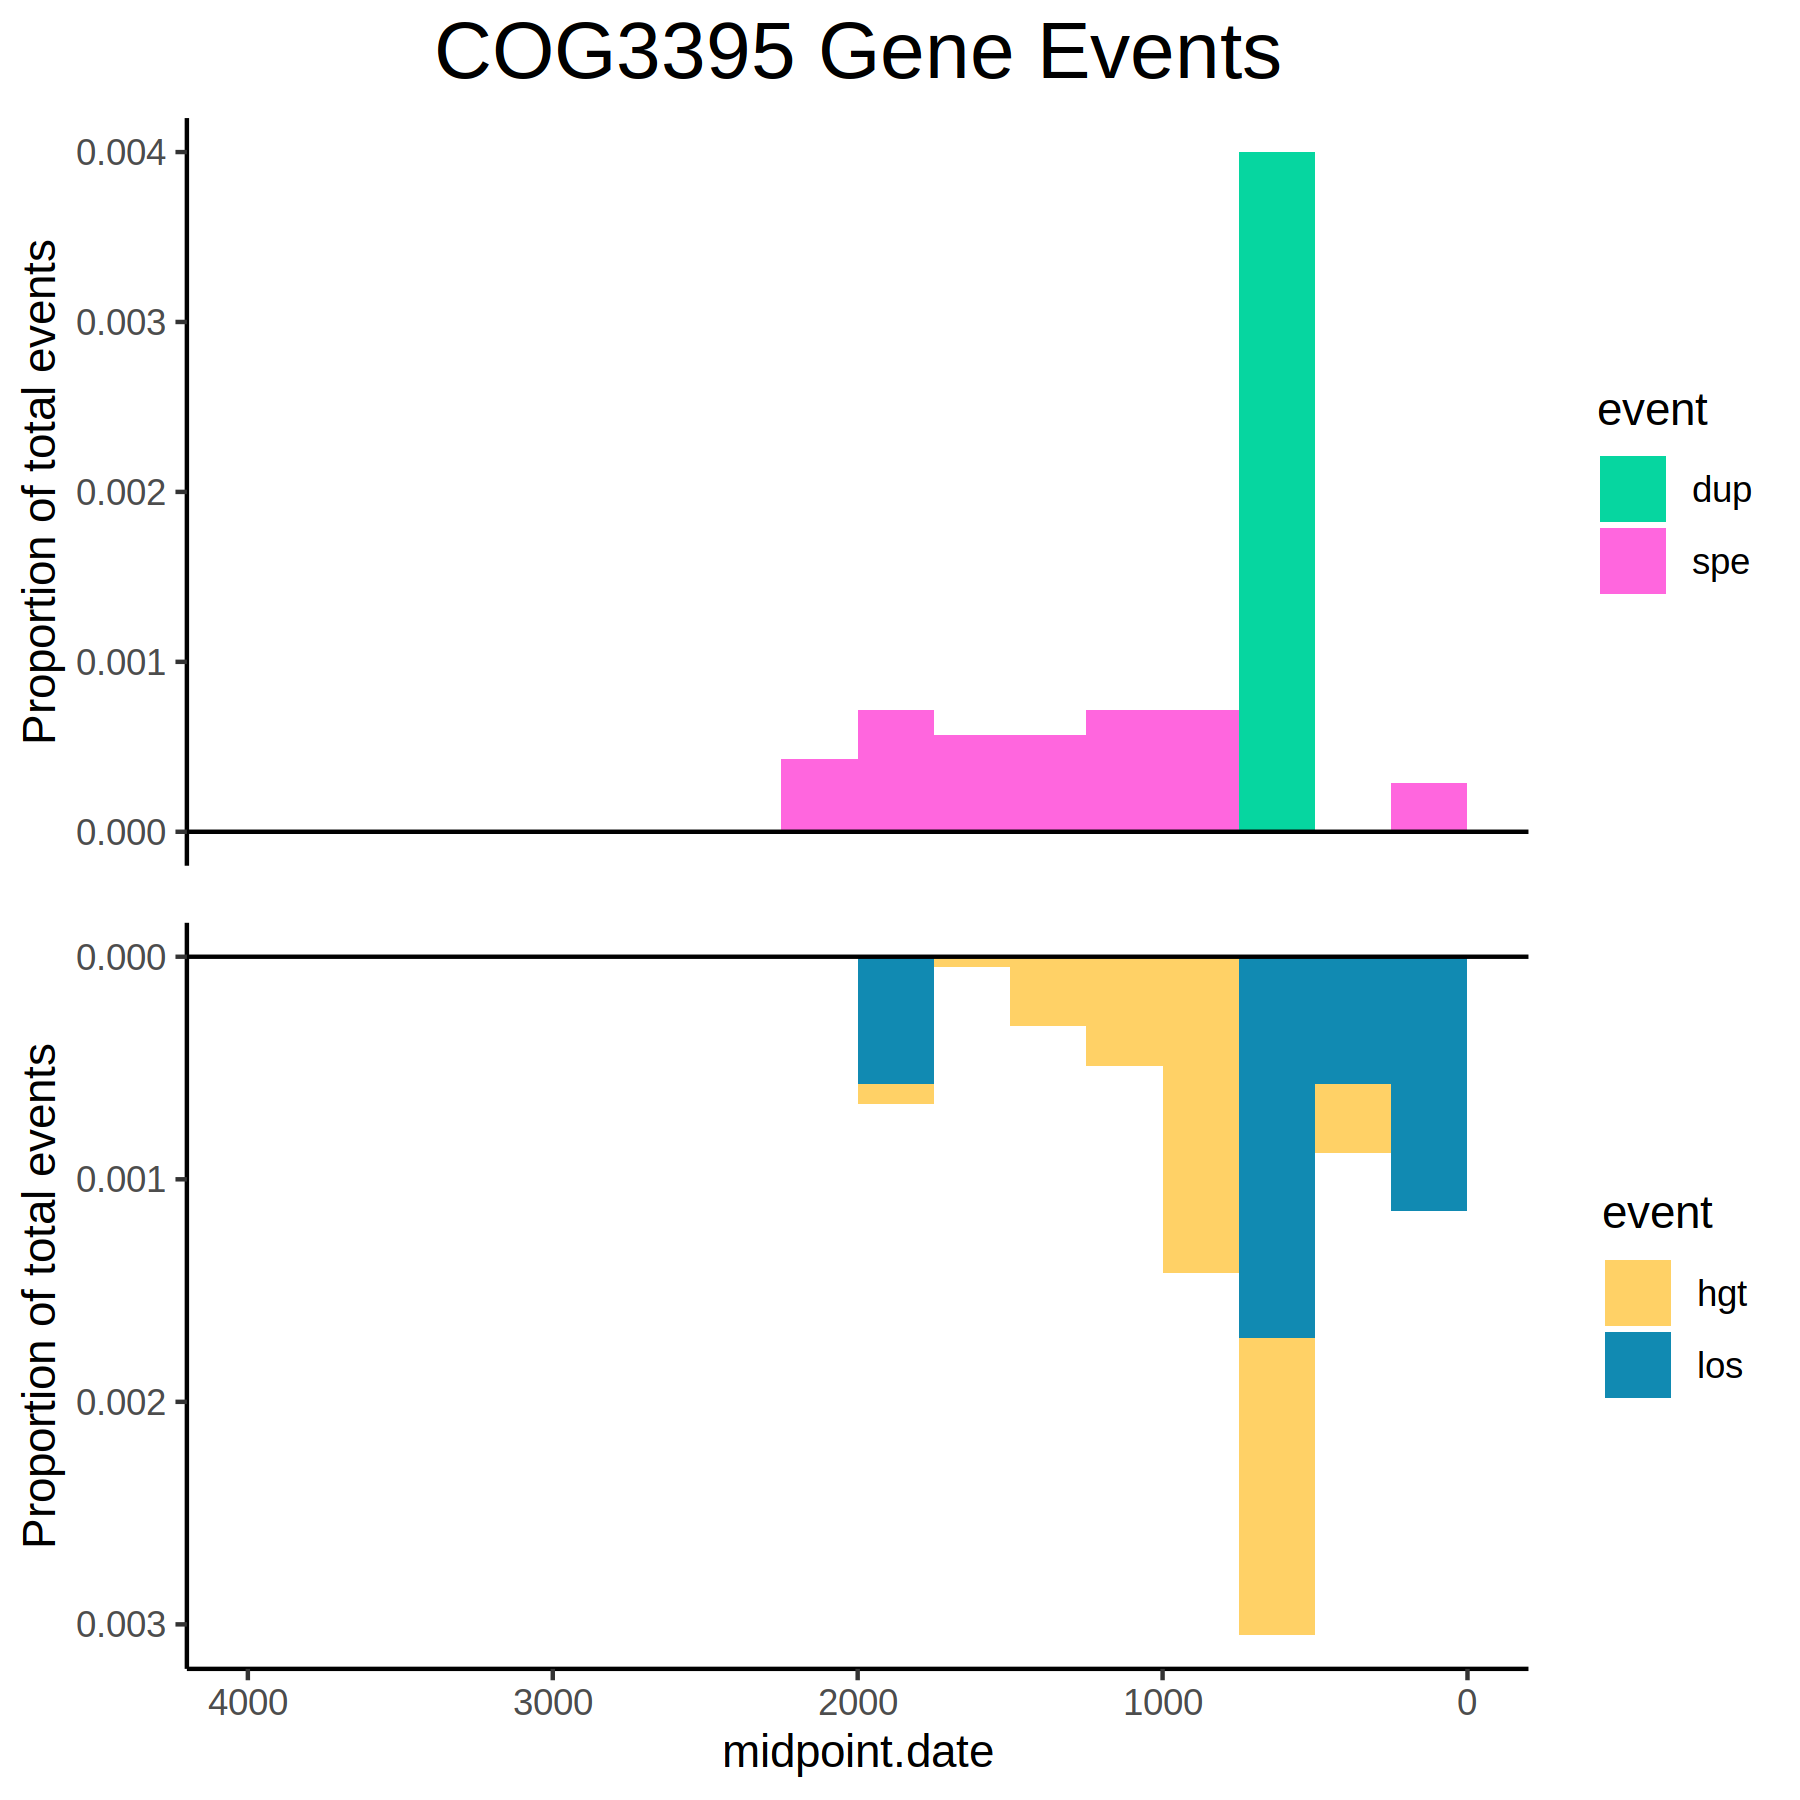 COG3395 Gene Events
Proportion of total events
0.004
0.003
0.002
0.001
0.000
event
dup
spe
Proportion of total events
0.000
0.001
0.002
0.003
event
hgt
los
4000 3000 2000 1000 0
midpoint.date